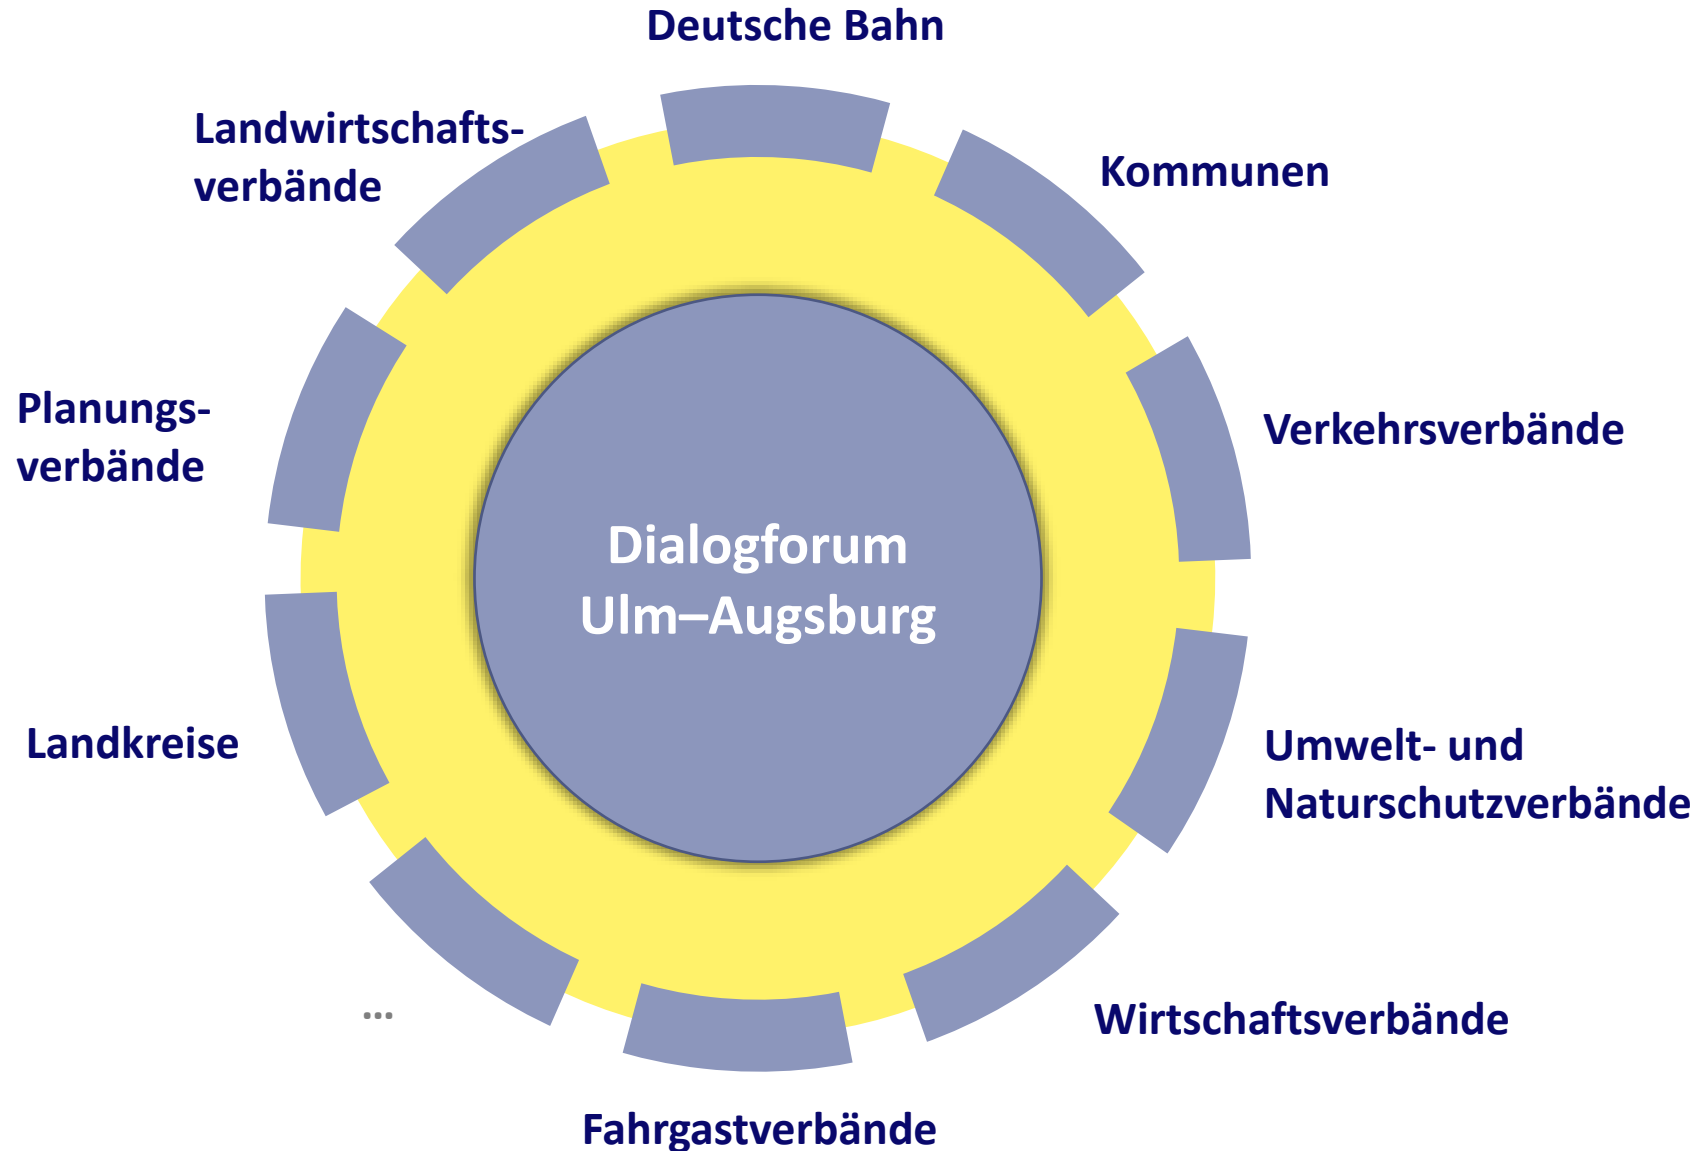 Deutsche Bahn
Landwirtschafts-
verbände
Kommunen
Planungs-
verbände
Verkehrsverbände
Dialogforum
Ulm–Augsburg
Landkreise
Umwelt- und
Naturschutzverbände
...
Wirtschaftsverbände
Fahrgastverbände